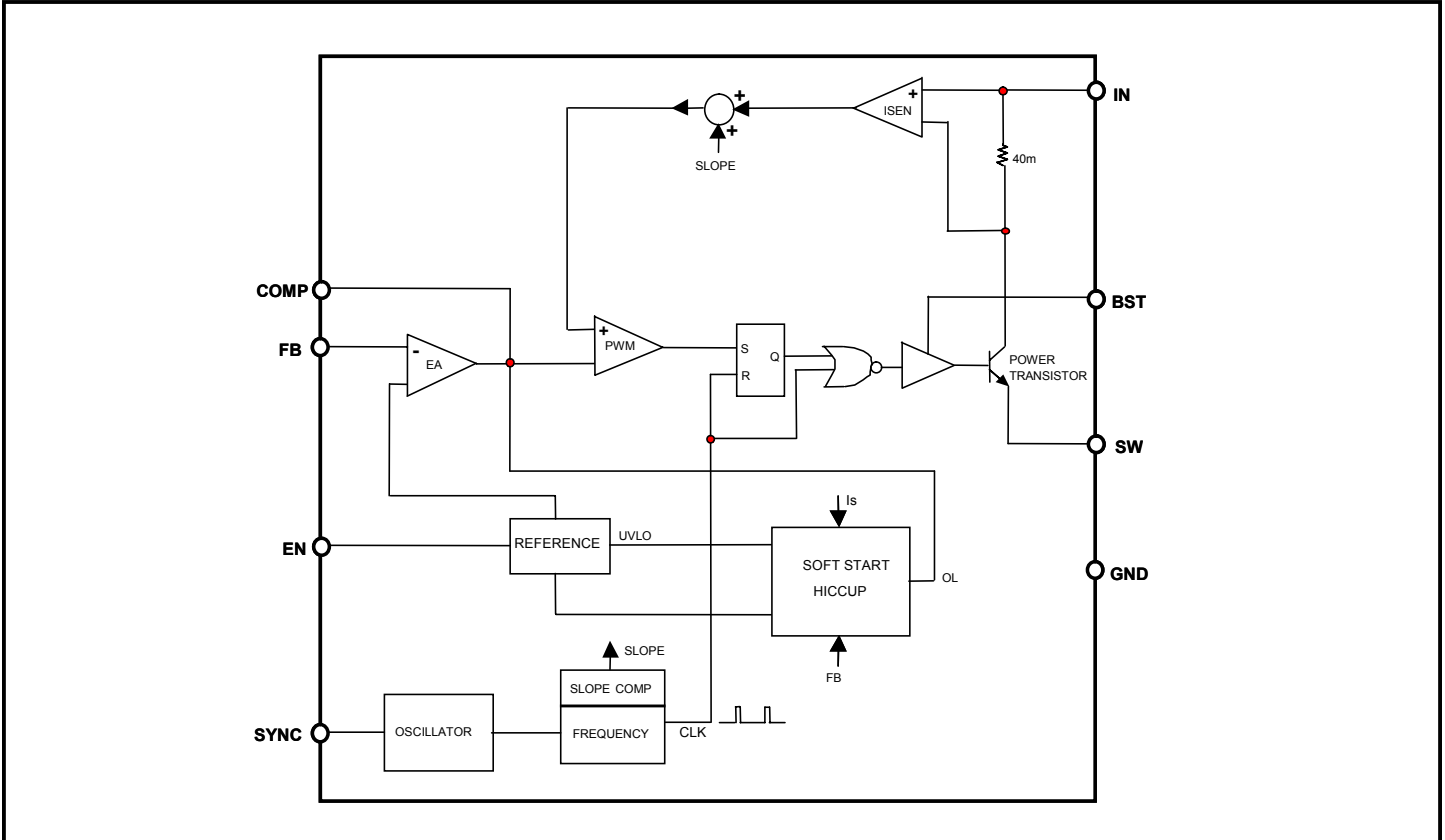 IN
+
+
ISEN
+
SLOPE
40m
COMP
BST
FB
-
EA
+
PWM
S
R
Q
POWER
TRANSISTOR
SW
EN
REFERENCE
UVLO
Is
SOFT START
HICCUP
OL
GND
FB
SLOPE
SLOPE COMP
SYNC
OSCILLATOR
FREQUENCY
CLK